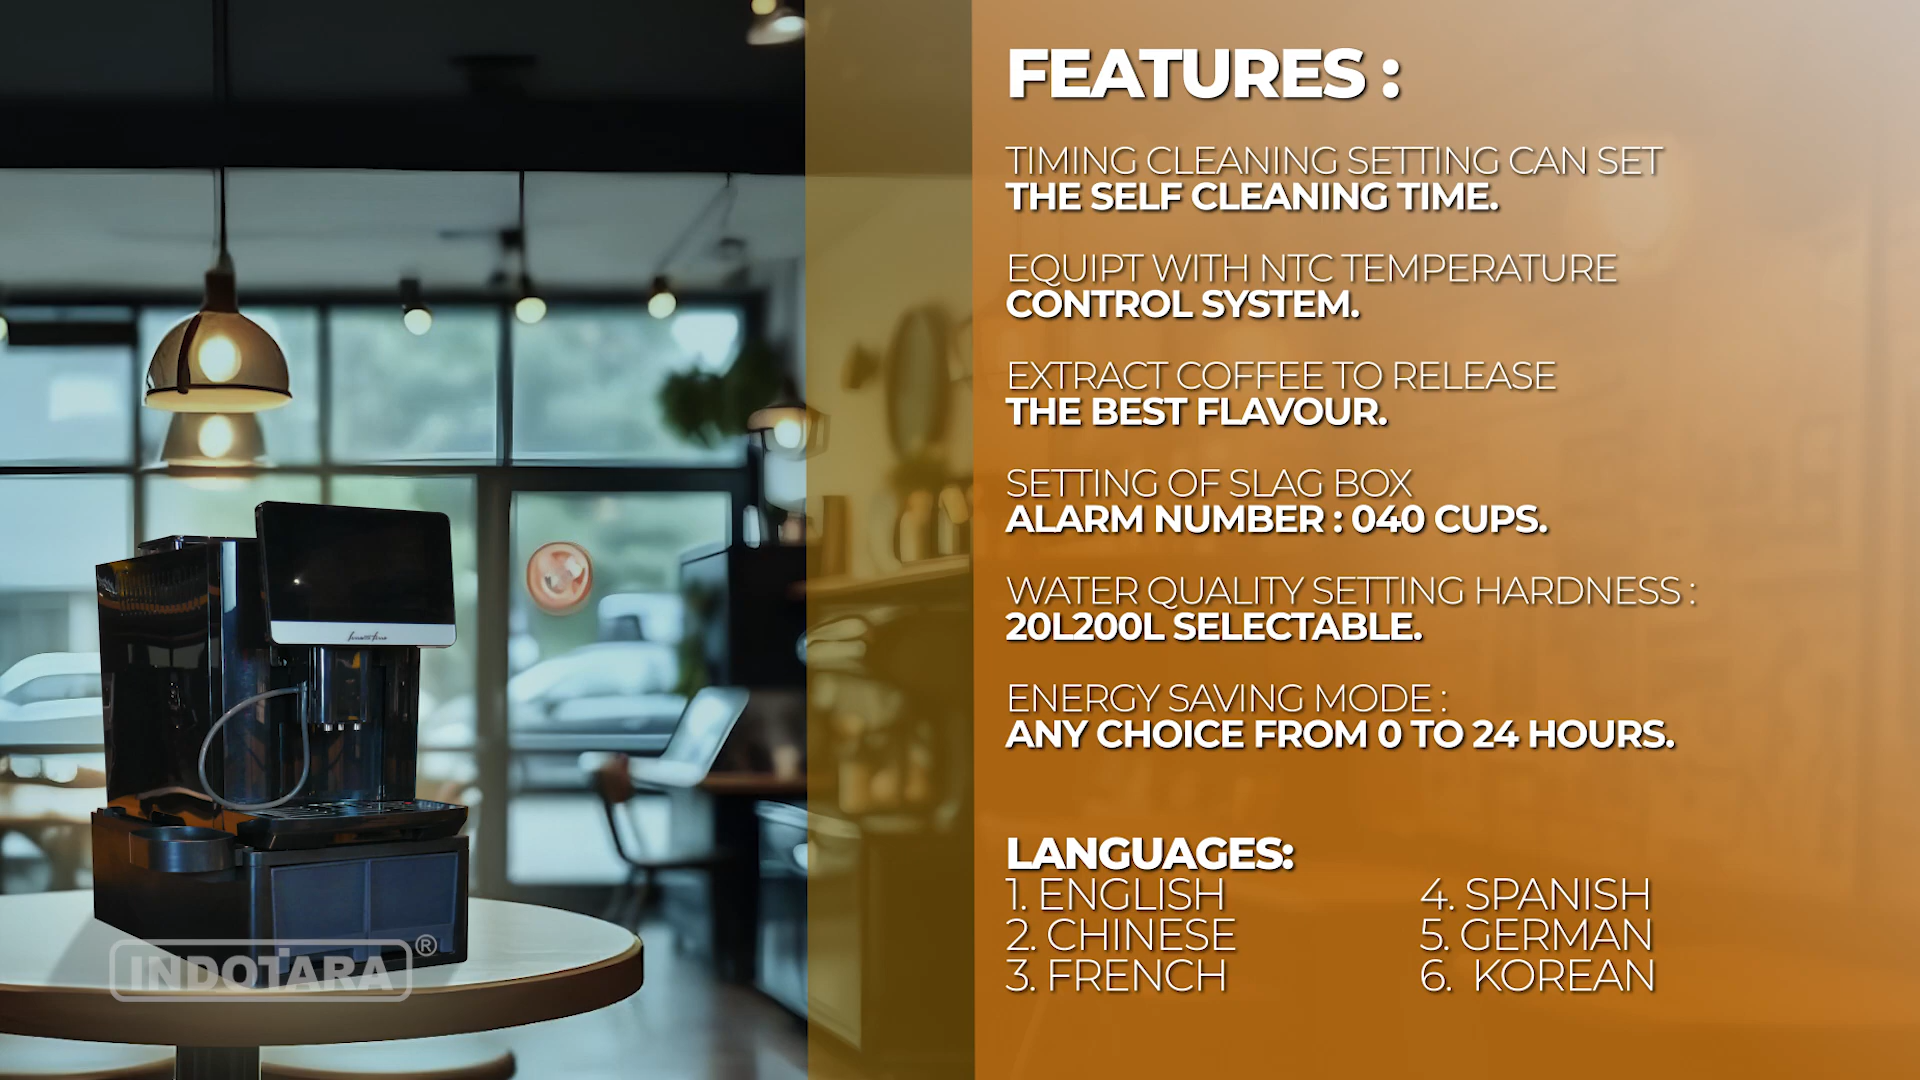 FEATURES :
TIMING CLEANING SETTING CAN SET
THE SELF CLEANING TIME.
EQUIPT WITH NTC TEMPERATURE
CONTROL SYSTEM.
EXTRACT COFFEE TO RELEASE
THE BEST FLAVOUR.
SETTING OF SLAG BOX
ALARM NUMBER : 040 CUPS.
WATER QUALITY SETTING HARDNESS :
20L200L SELECTABLE.
ENERGY SAVING MODE :
ANY CHOICE FROM 0 TO 24 HOURS.
LANGUAGES:
1. ENGLISH
2. CHINESE
3. FRENCH
4. SPANISH
5. GERMAN
6. KOREAN
INDOTARA®